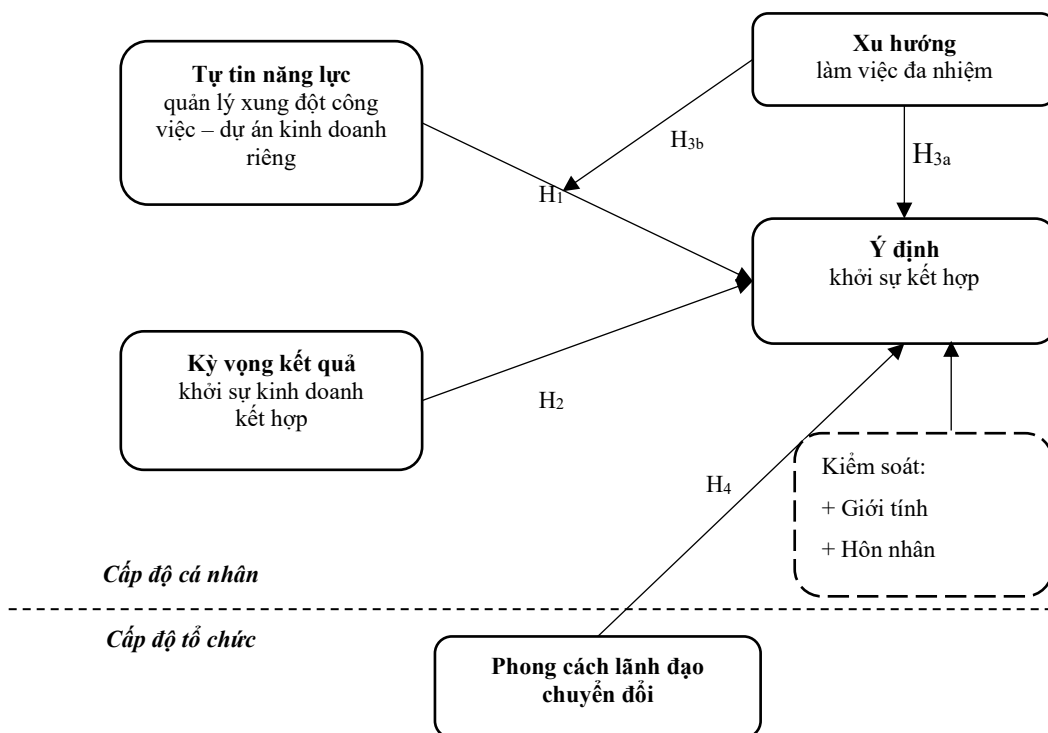 Tự tin năng lực
quản lý xung đột công
việc – dự án kinh doanh
riêng
Xu hướng
làm việc đa nhiệm
H3b
H3a
H1
Ý định
khởi sự kết hợp
Kỳ vọng kết quả
khởi sự kinh doanh
kết hợp
H2
H4
Kiểm soát:
+ Giới tính
+ Hôn nhân
Cấp độ cá nhân
Cấp độ tổ chức
Phong cách lãnh đạo
chuyển đổi